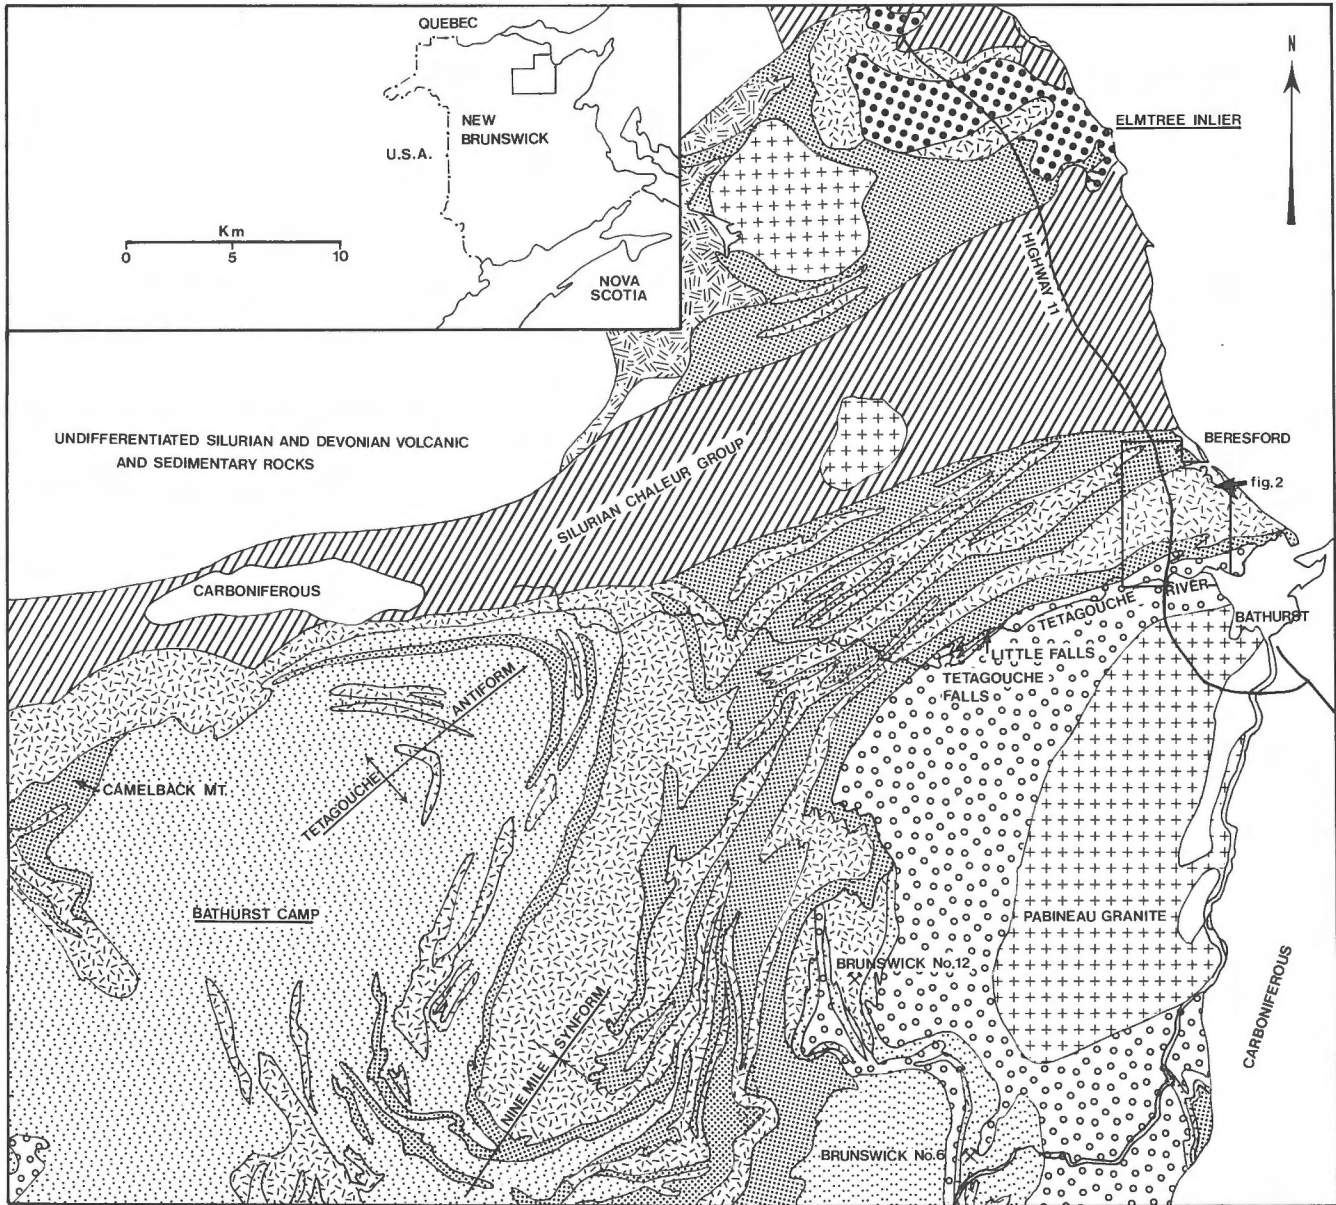 QUEBEC
NEW
BRUNSWICK
U.S.A.
Km
0 5 10
NOVA
SCOTIA
N
ELMTREE INLIER
HIGHWAY 11
UNDIFFERENTIATED SILURIAN AND DEVONIAN VOLCANIC
AND SEDIMENTARY ROCKS
SILURIAN CHALEUR GROUP
BERESFORD
fig.2
CARBONIFEROUS
TETAGOUCHE RIVER
BATHURST
LITTLE FALLS
TETAGOUCHE
FALLS
TETAGOUCHE ANTIFORM
CAMELBACK MT.
BATHURST CAMP
PABINEAU GRANITE
BRUNSWICK No.12
NINE MILE SYNFORM
CARBONIFEROUS
BRUNSWICK No.6